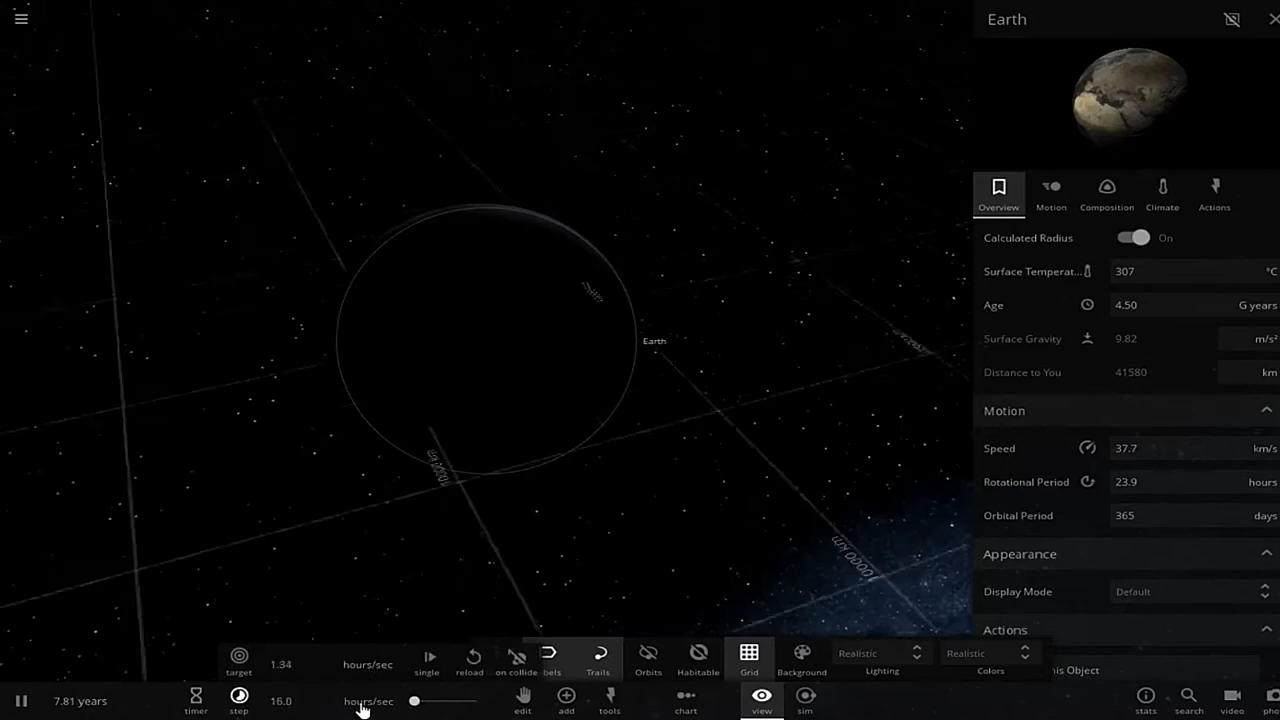 Earth
Overview
Motion
Composition
Climate
Actions
Calculated Radius
On
Surface Temperat...
307
°C
Age
4.50
G years
Surface Gravity
9.82
m/s²
Distance to You
41580
km
Motion
Speed
37.7
km/s
Rotational Period
23.9
hours
Orbital Period
365
days
Appearance
Display Mode
Default
Actions
his Object
Earth
target
1.34
hours/sec
single
reload
on collide
bels
Trails
Orbits
Habitable
Grid
Background
Realistic
Lighting
Realistic
Colors
7.81 years
timer
step
16.0
hours/sec
edit
add
tools
chart
view
sim
stats
search
video
pho